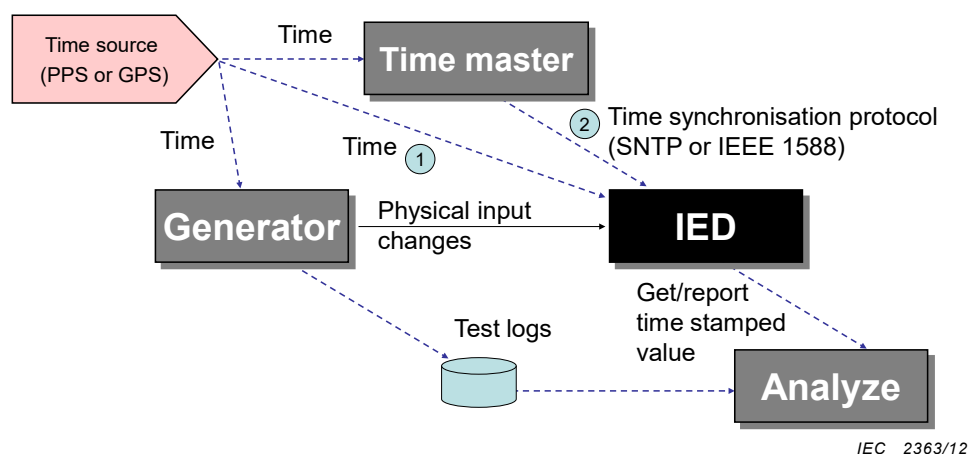 Time source
(PPS or GPS)
Time
Time master
2
Time synchronisation protocol
(SNTP or IEEE 1588)
Time
Time
1
Generator
Physical input
changes
IED
Get/report
time stamped
value
Test logs
Analyze
IEC 2363/12